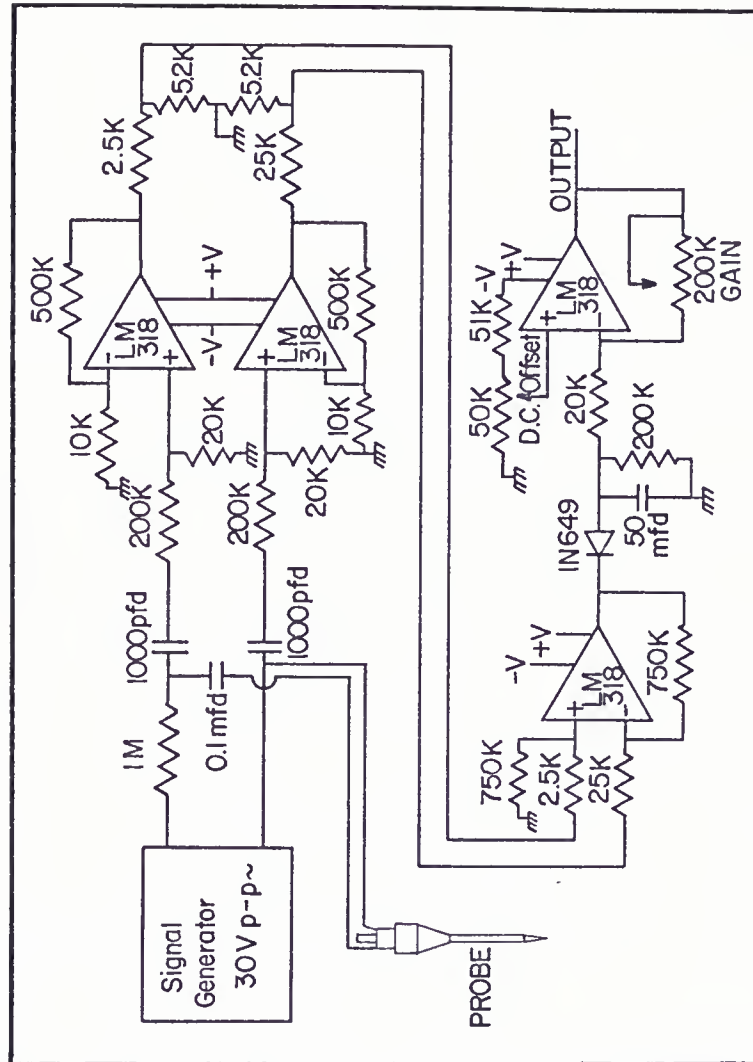 Signal
Generator
30V p-p~
PROBE
1M
0.1mfd
1000pfd
1000pfd
200K
200K
20K
20K
10K
10K
500K
500K
-
LM
318
+
+
LM
318
-
-V
+V
2.5K
25K
5.2K
5.2K
750K
2.5K
25K
+
LM
318
-
-V
+V
750K
IN649
50
mfd
200K
20K
50K
51K
-V
+V
D.C. Offset
+
LM
318
-
OUTPUT
200K
GAIN